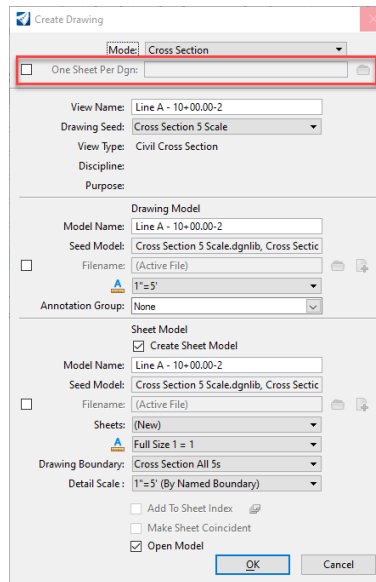 Create Drawing
Mode: Cross Section
One Sheet Per Dgn:
View Name: Line A - 10+00.00-2
Drawing Seed: Cross Section 5 Scale
View Type: Civil Cross Section
Discipline:
Purpose:
Drawing Model
Model Name: Line A - 10+00.00-2
Seed Model: Cross Section 5 Scale.dgnlib, Cross Sectic
Filename: (Active File)
A 1"=5'
Annotation Group: None
Sheet Model
Create Sheet Model
Model Name: Line A - 10+00.00-2
Seed Model: Cross Section 5 Scale.dgnlib, Cross Sectic
Filename: (Active File)
Sheets: (New)
A Full Size 1 = 1
Drawing Boundary: Cross Section All 5s
Detail Scale : 1"=5' (By Named Boundary)
Add To Sheet Index
Make Sheet Coincident
Open Model
OK Cancel